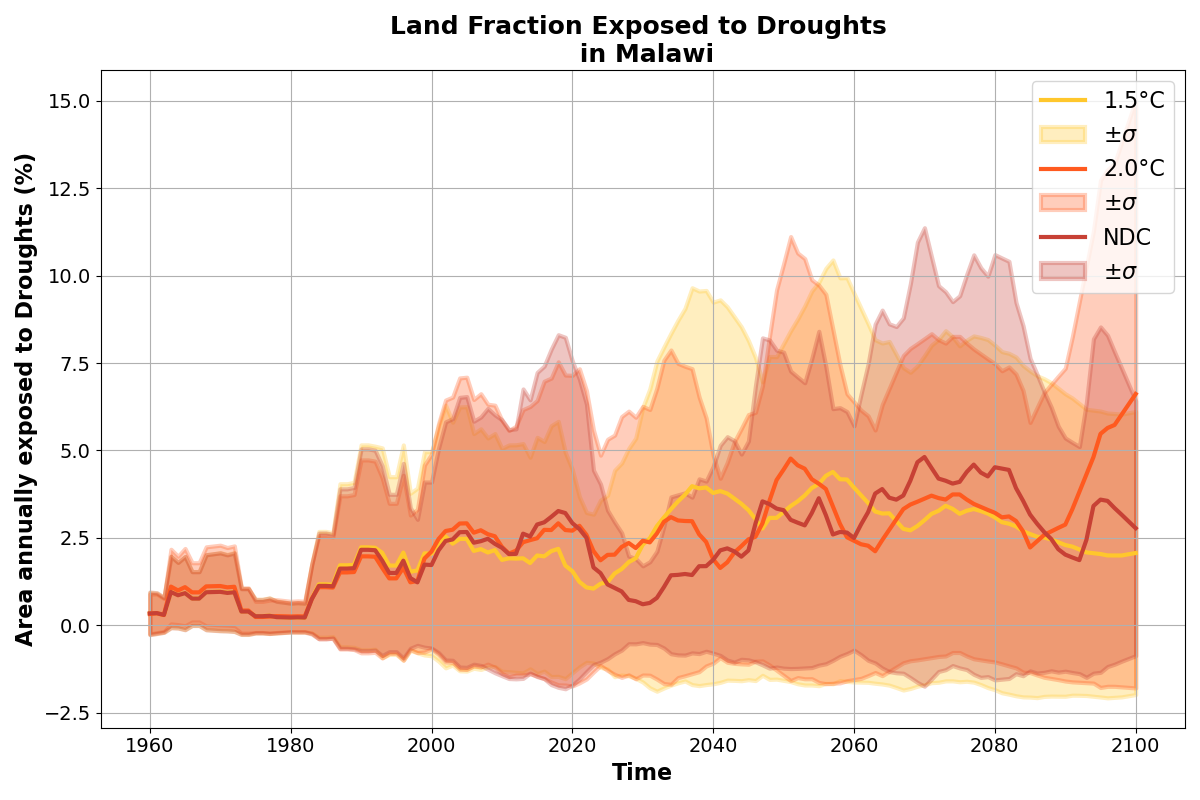 Land Fraction Exposed to Droughts
in Malawi
Area annually exposed to Droughts (%)
15.0
12.5
10.0
7.5
5.0
2.5
0.0
−2.5
1.5°C
±σ
2.0°C
±σ
NDC
±σ
1960
1980
2000
2020
2040
2060
2080
2100
Time